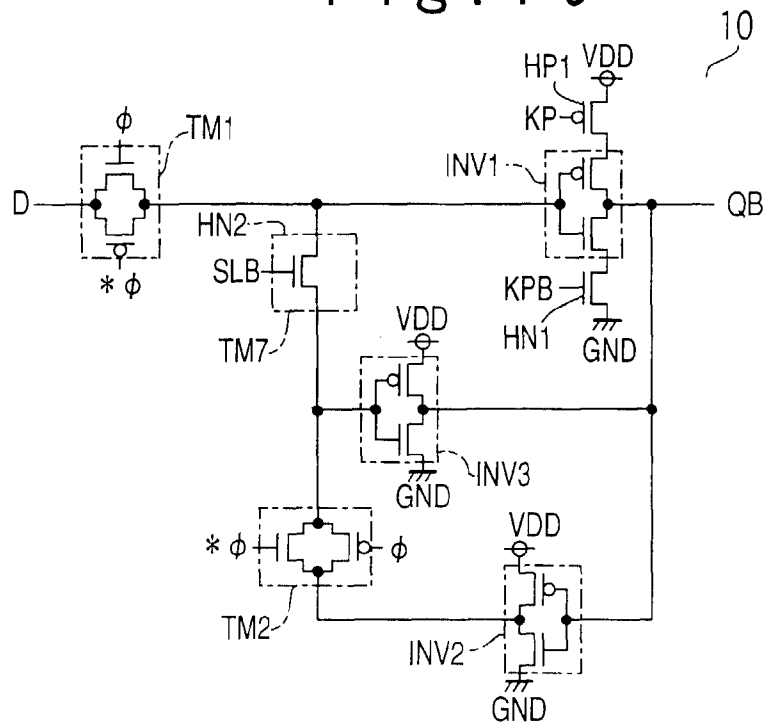 10
HP1
VDD
KP
φ
TM1
INV1
D
QB
HN2
* φ
SLB
KPB
HN1
GND
TM7
VDD
INV3
GND
* φ
φ
VDD
TM2
INV2
GND